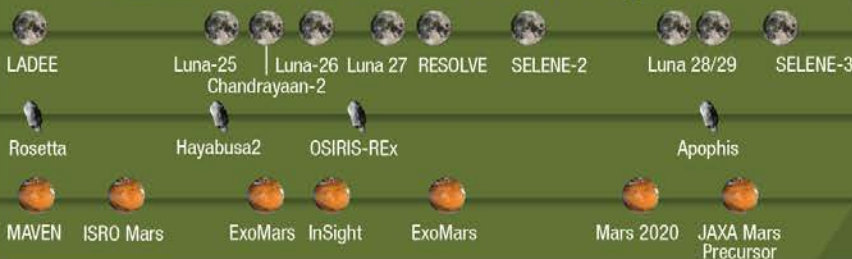 LADEE Luna-25 Luna-26 Luna 27 RESOLVE SELENE-2 Luna 28/29 SELENE-3
Chandrayaan-2
Rosetta Hayabusa2 OSIRIS-REx Apophis
MAVEN ISRO Mars ExoMars InSight ExoMars Mars 2020 JAXA Mars
Precursor